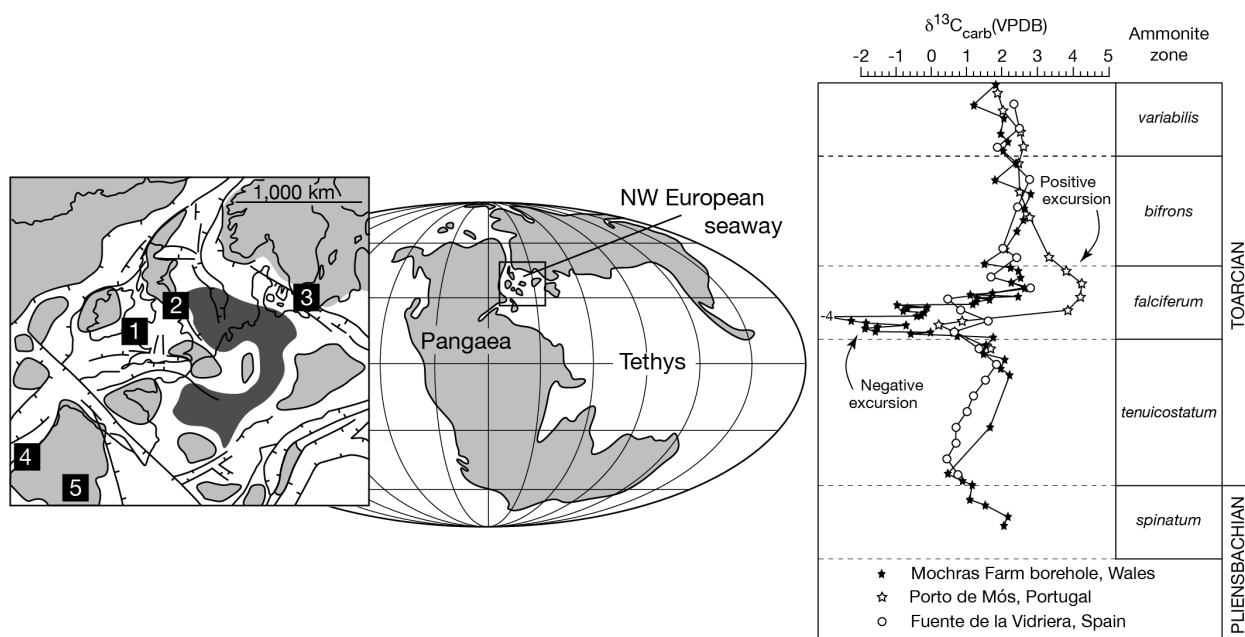 1,000 km
1
2
3
4
5
NW European
seaway
Pangaea
Tethys
δ13Ccarb(VPDB)
-2 -1 0 1 2 3 4 5
Ammonite
zone
variabilis
bifrons
falciferum
tenuicostatum
spinatum
TOARCIAN
PLIENSBACHIAN
Positive
excursion
-4
Negative
excursion
Mochras Farm borehole, Wales
Porto de Mós, Portugal
Fuente de la Vidriera, Spain